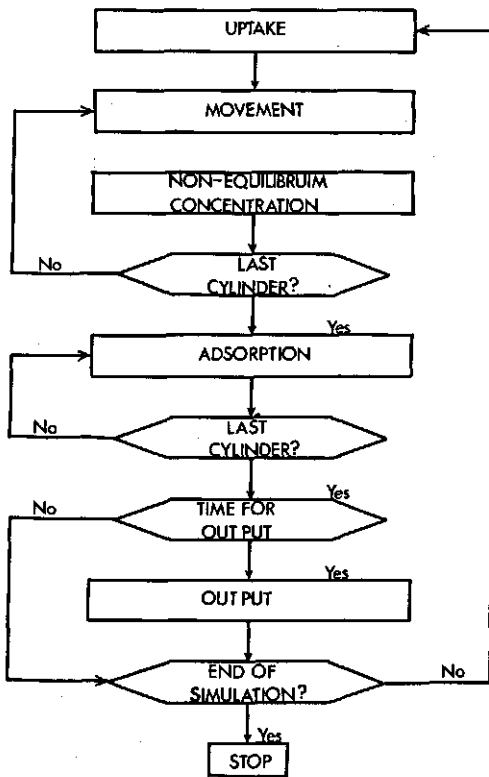 UPTAKE
MOVEMENT
NON-EQUILIBRUIM
CONCENTRATION
No
LAST
CYLINDER?
Yes
ADSORPTION
No
LAST
CYLINDER?
Yes
No
TIME FOR
OUT PUT
Yes
OUT PUT
END OF
SIMULATION?
No
Yes
STOP